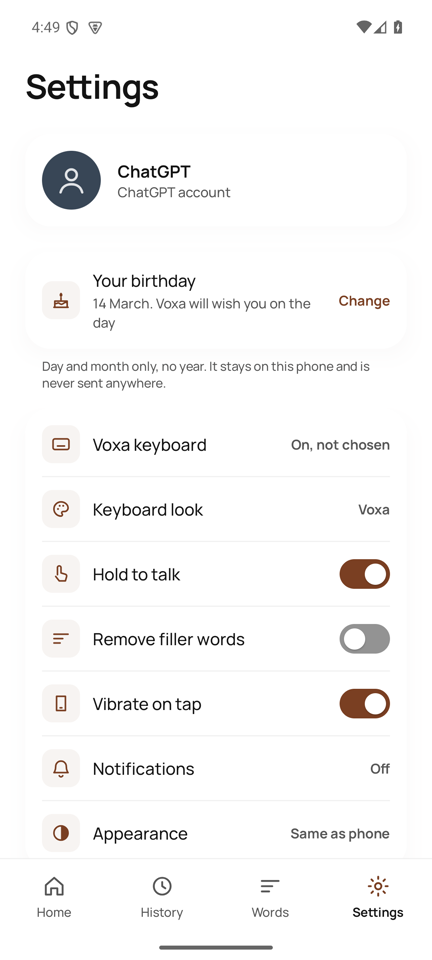 4:49
Settings
ChatGPT
ChatGPT account
Your birthday
14 March. Voxa will wish you on the
day
Change
Day and month only, no year. It stays on this phone and is
never sent anywhere.
Voxa keyboard
On, not chosen
Keyboard look
Voxa
Hold to talk
Remove filler words
Vibrate on tap
Notifications
Off
Appearance
Same as phone
Home
History
Words
Settings